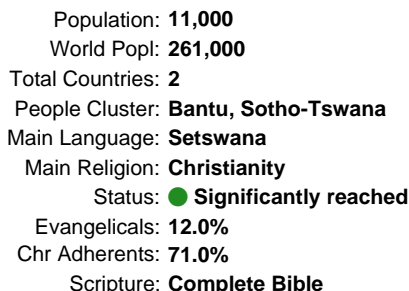 Population: 11,000
World Popl: 261,000
Total Countries: 2
People Cluster: Bantu, Sotho-Tswana
Main Language: Setswana
Main Religion: Christianity
Status: Significantly reached
Evangelicals: 12.0%
Chr Adherents: 71.0%
Scripture: Complete Bible